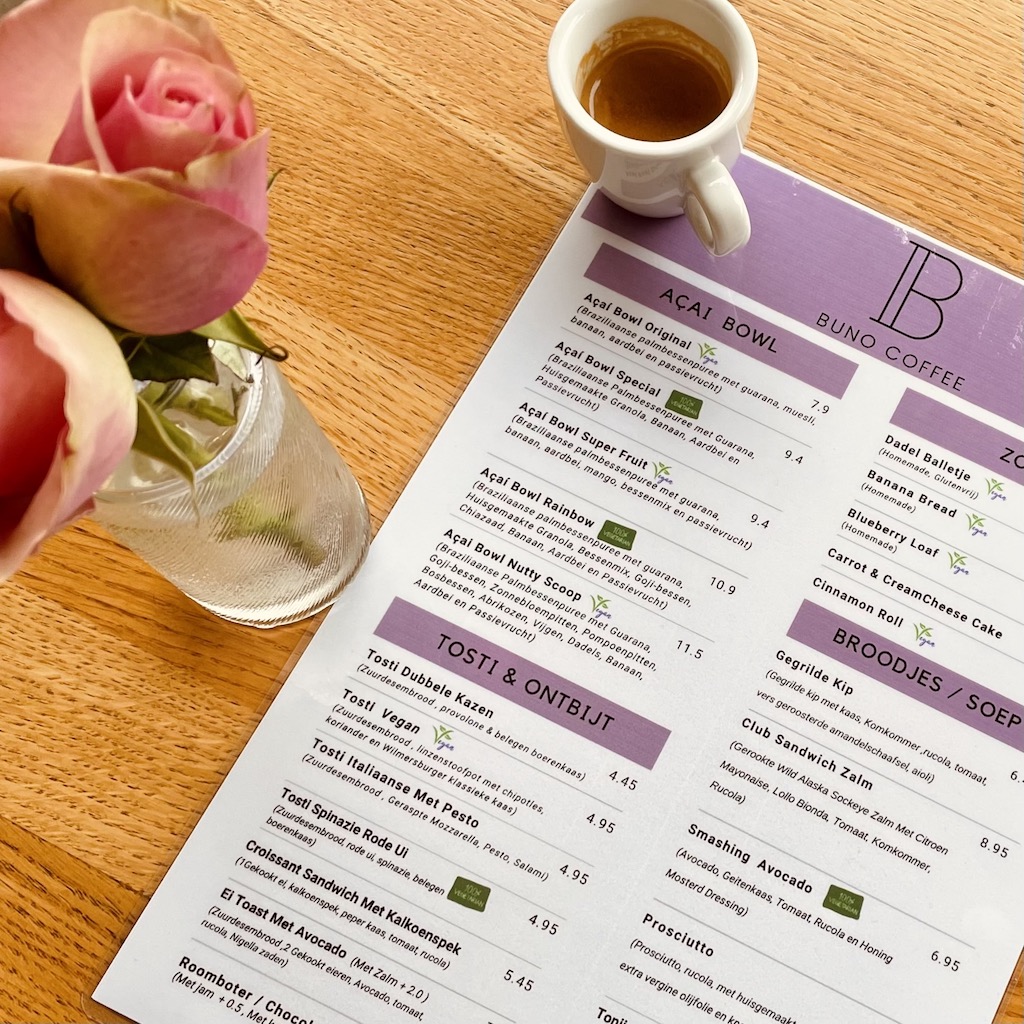 B
BUNO COFFEE
AÇAI BOWL
Açaí Bowl Original Vegan
(Braziliaanse palmbessenpuree met guarana, muesli,
banaan, aardbei en passievrucht)
7.9
Açaí Bowl Special 100% VEGETARIAN
(Braziliaanse Palmbessenpuree met Guarana,
Huisgemaakte Granola, Banaan, Aardbei en
Passievrucht)
9.4
Açaí Bowl Super Fruit Vegan
(Braziliaanse palmbessenpuree met guarana,
banaan, aardbei, mango, bessenmix en passievrucht)
9.4
Açaí Bowl Rainbow 100% VEGETARIAN
(Braziliaanse palmbessenpuree met guarana,
Huisgemaakte Granola, Bessenmix, Goji-bessen,
Chiazaad, Banaan, Aardbei en Passievrucht)
10.9
Açai Bowl Nutty Scoop Vegan
(Braziliaanse Palmbessenpuree met Guarana,
Goji-bessen, Zonnebloempitten, Pompoenpitten,
Bosbessen, Abrikozen, Vijgen, Dadels, Banaan,
Aardbei en Passievrucht)
11.5
TOSTI & ONTBIJT
Tosti Dubbele Kazen
(Zuurdesembrood, provolone & belegen boerenkaas)
4.45
Tosti Vegan Vegan
(Zuurdesembrood, linzenstoofpot met chipotles,
koriander en Wilmersburger klassieke kaas)
4.95
Tosti Italiaanse Met Pesto
(Zuurdesembrood, Geraspte Mozzarella, Pesto, Salami)
4.95
Tosti Spinazie Rode Ui
(Zuurdesembrood, rode ui, spinazie, belegen
boerenkaas) 100% VEGETARIAN
4.95
Croissant Sandwich Met Kalkoenspek
(1Gekookt ei, kalkoenspek, peper kaas, tomaat, rucola)
5.45
Ei Toast Met Avocado (Met Zalm + 2.0)
(Zuurdesembrood, 2 Gekookt eieren, Avocado, tomaat,
rucola, Nigella zaden)
Roomboter / Choco
(Met jam + 0.5, Met
ZO
Dadel Balletje
(Homemade, Glutenvrij) Vegan
Banana Bread
(Homemade) Vegan
Blueberry Loaf
(Homemade) Vegan
Carrot & CreamCheese Cake
Cinnamon Roll Vegan
BROODJES / SOEP
Gegrilde Kip
(Gegrilde kip met kaas, Komkommer, rucola, tomaat,
vers geroosterde amandelschaafsel, aioli)
6.
Club Sandwich Zalm
(Gerookte Wild Alaska Sockeye Zalm Met Citroen
Mayonaise, Lollo Bionda, Tomaat, Komkommer,
Rucola)
8.95
Smashing Avocado 100% VEGETARIAN
(Avocado, Geitenkaas, Tomaat, Rucola en Honing
Mosterd Dressing)
6.95
Prosciutto
(Prosciutto, rucola, met huisgemaakt
extra vergine olijfolie en
Toni